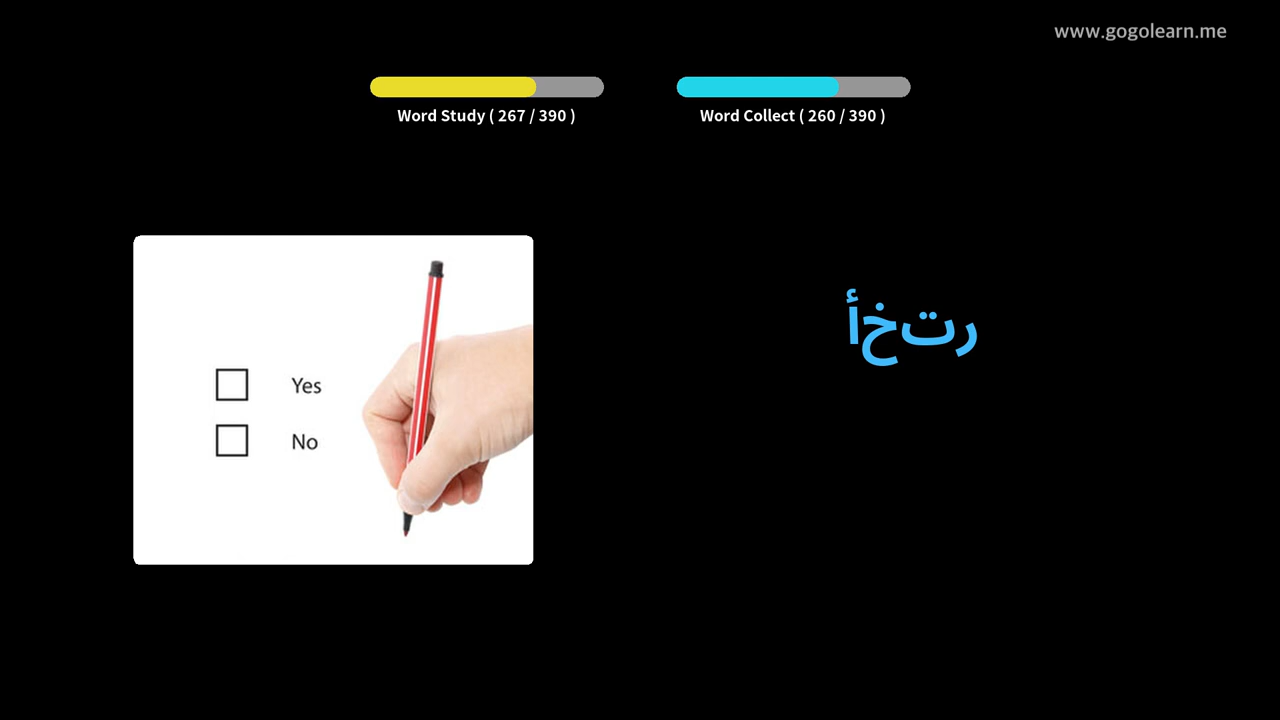 www.gogolearn.me
Word Study ( 267 / 390 )
Word Collect ( 260 / 390 )
رتخأ
Yes
No